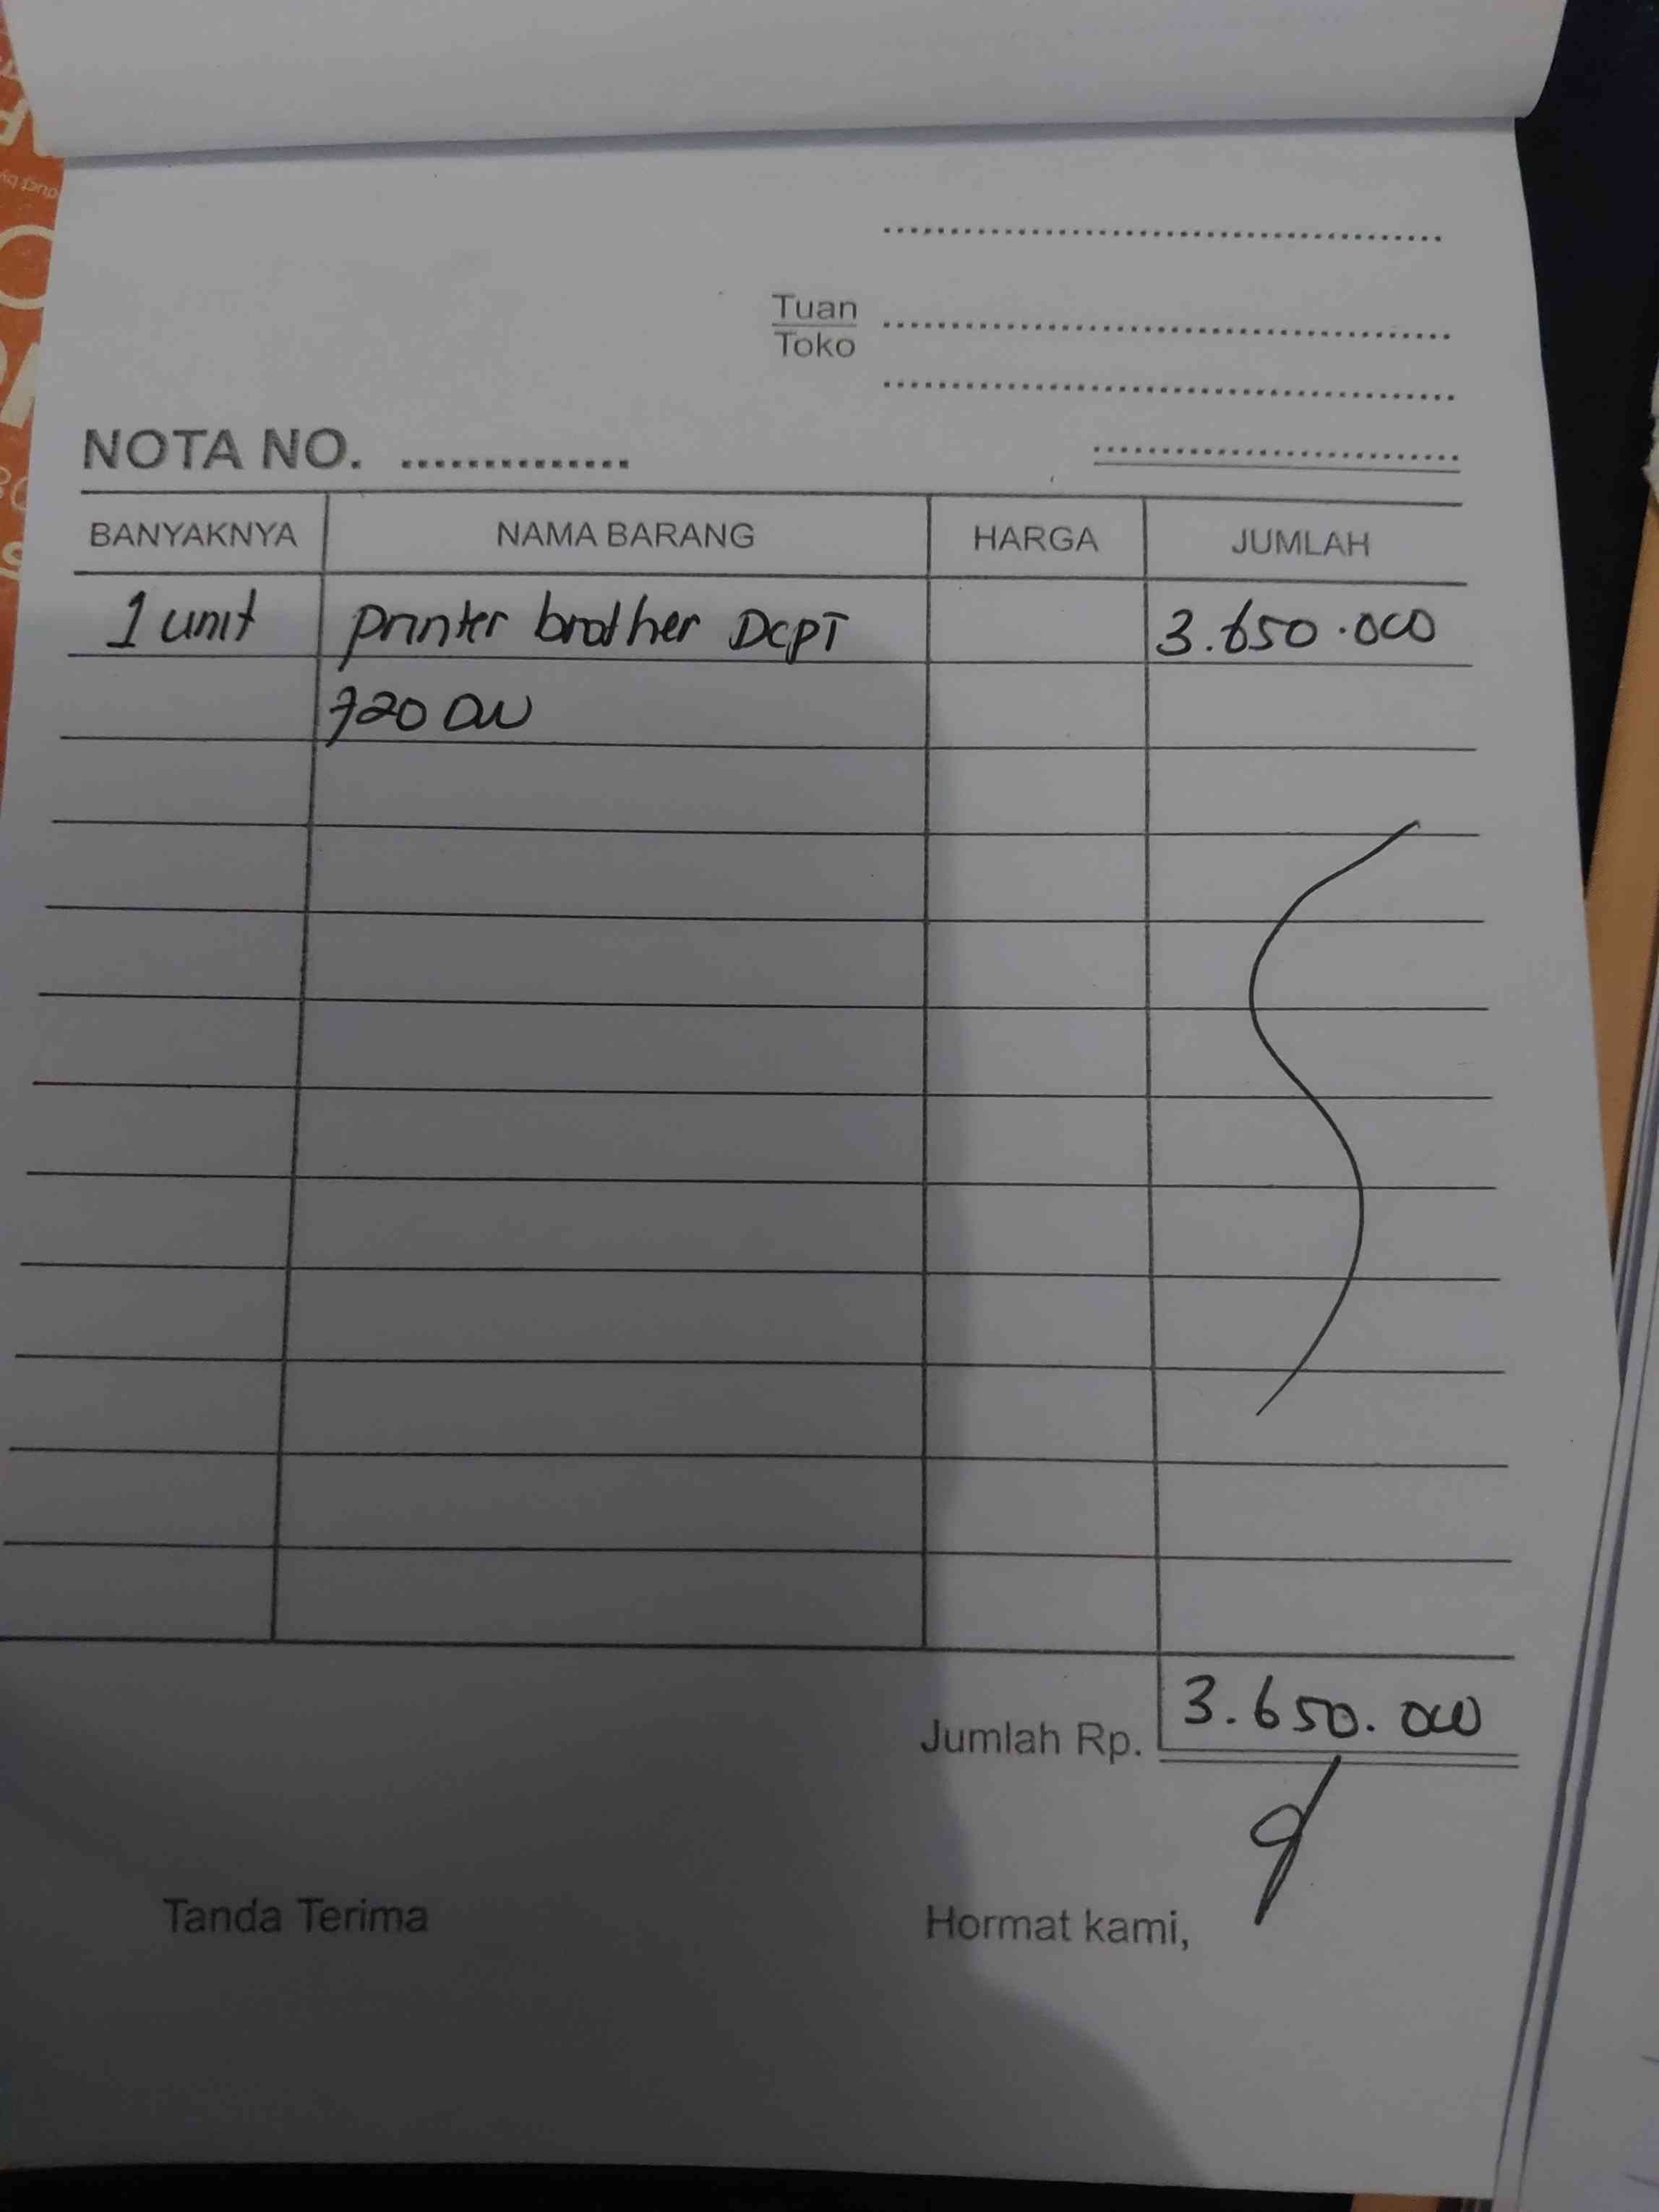 Tuan
Toko
NOTA NO. ................
BANYAKNYA NAMA BARANG HARGA JUMLAH
1 unit printer brother DCPT 3.650.000
720 DW
Jumlah Rp. 3.650.000
Tanda Terima Hormat kami,